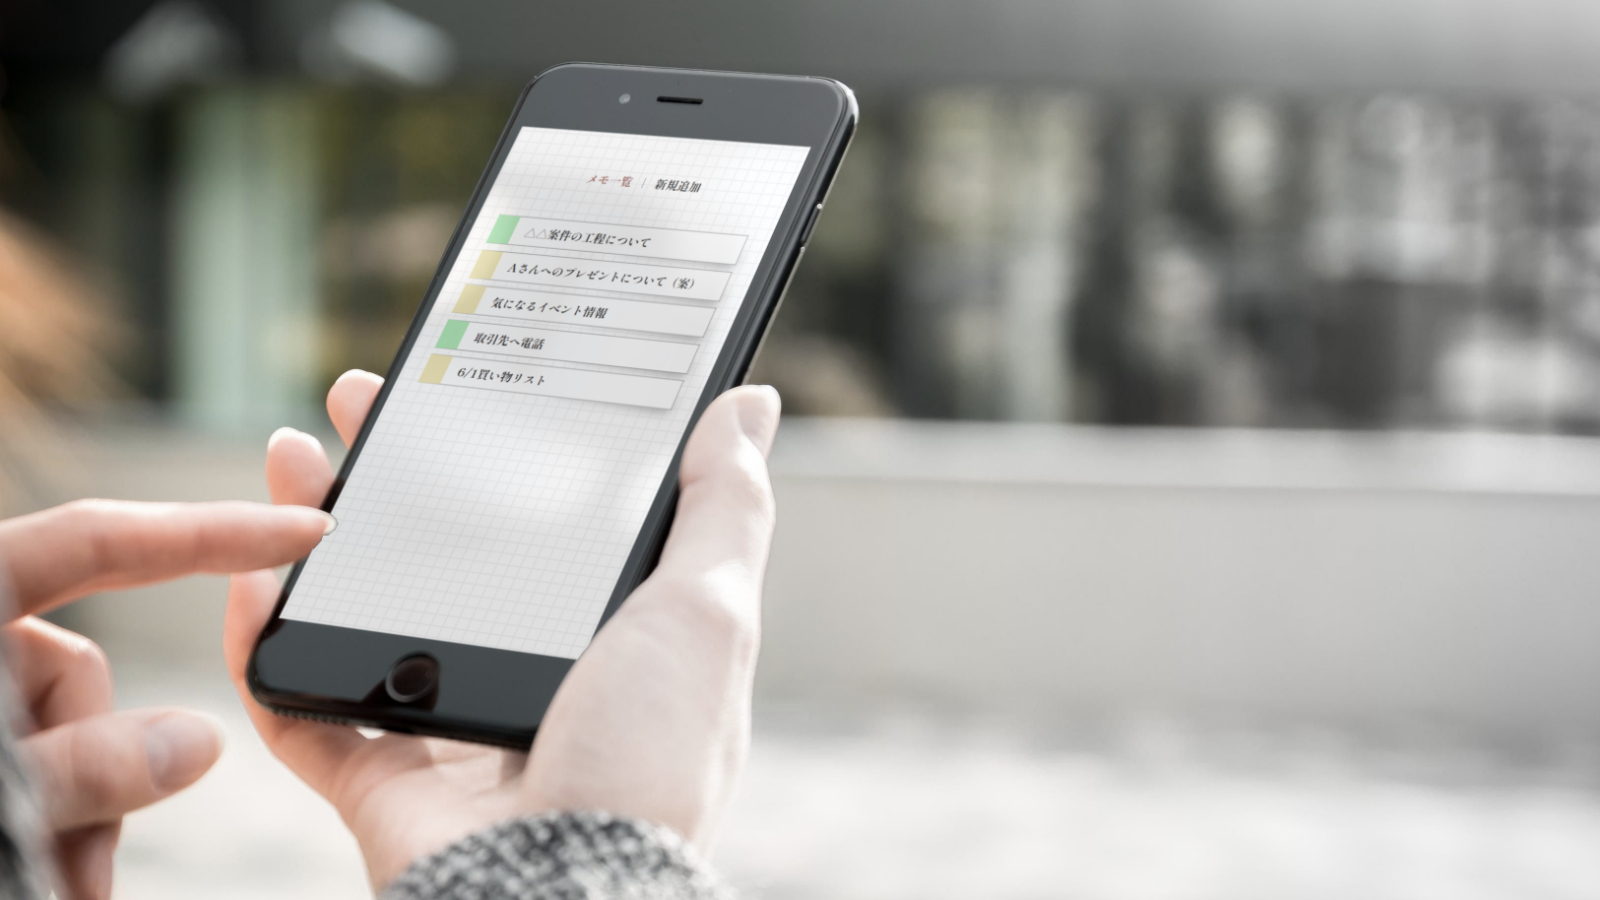 メモ一覧 | 新規追加
△△案件の工程について
Aさんへのプレゼントについて（案）
気になるイベント情報
取引先へ電話
6/1買い物リスト